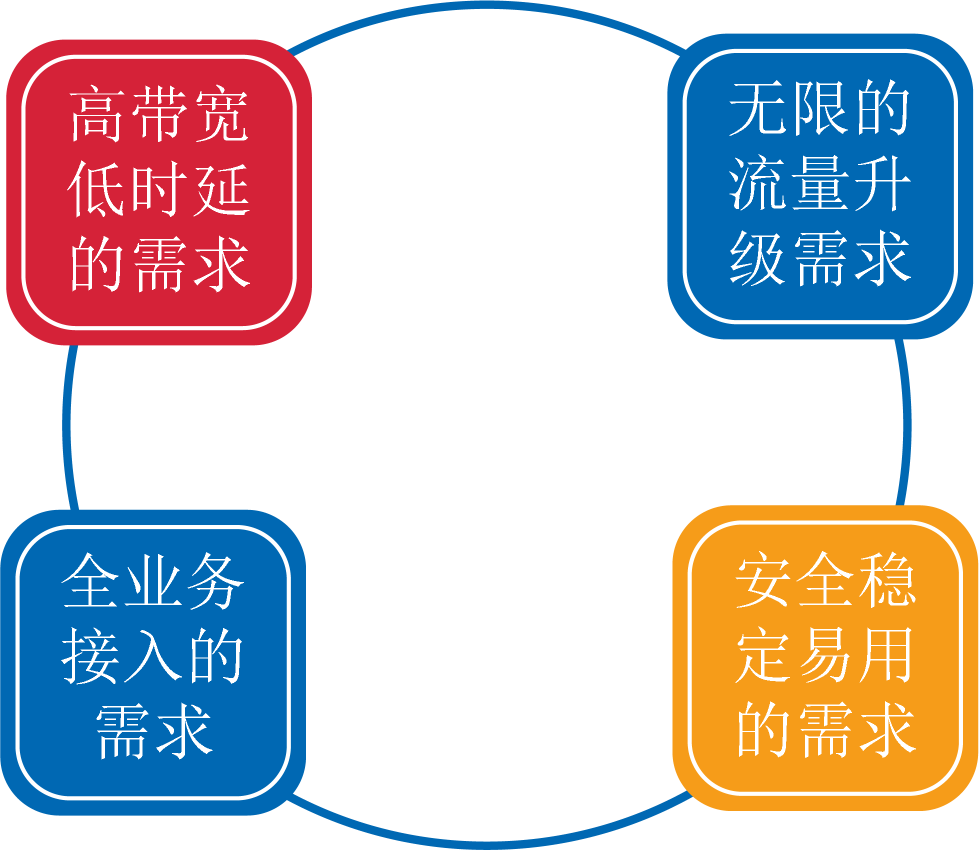 高带宽
低时延
的需求
无限的
流量升
级需求
全业务
接入的
需求
安全稳
定易用
的需求